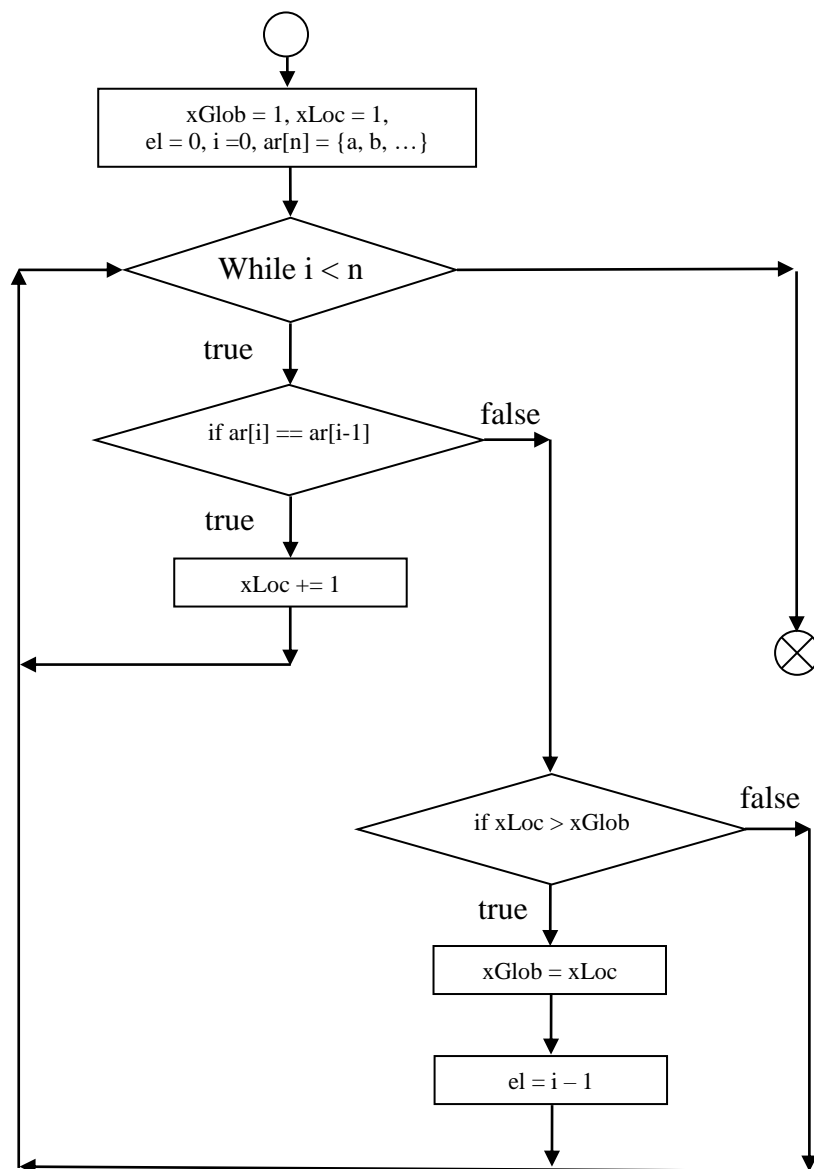 xGlob = 1, xLoc = 1,
el = 0, i =0, ar[n] = {a, b, …}
While i < n
true
if ar[i] == ar[i-1]
false
true
xLoc += 1
if xLoc > xGlob
false
true
xGlob = xLoc
el = i – 1